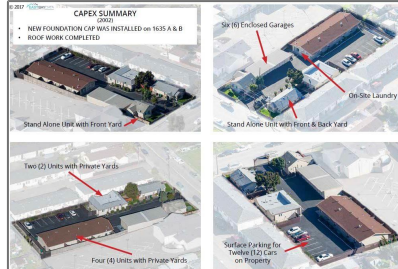 © 2017
CAPEX SUMMARY
(2002)
• NEW FOUNDATION CAP WAS INSTALLED on 1635 A & B
• ROOF WORK COMPLETED
Stand Alone Unit with Front Yard
Six (6) Enclosed Garages
On-Site Laundry
Stand Alone Unit with Front & Back Yard
Two (2) Units with Private Yards
Four (4) Units with Private Yards
Surface Parking for
Twelve (12) Cars
on Property